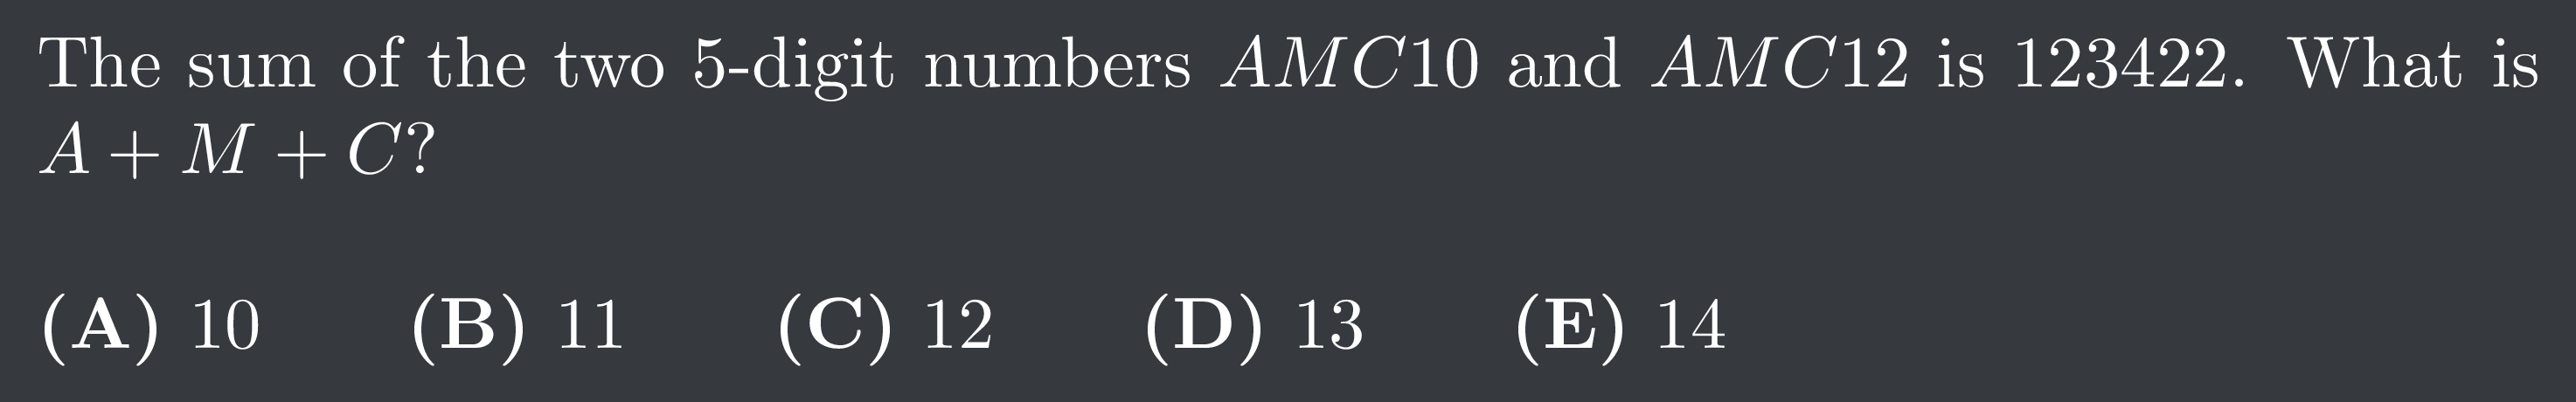 The sum of the two 5-digit numbers AMC10 and AMC12 is 123422. What is
A + M + C?
(A) 10 (B) 11 (C) 12 (D) 13 (E) 14